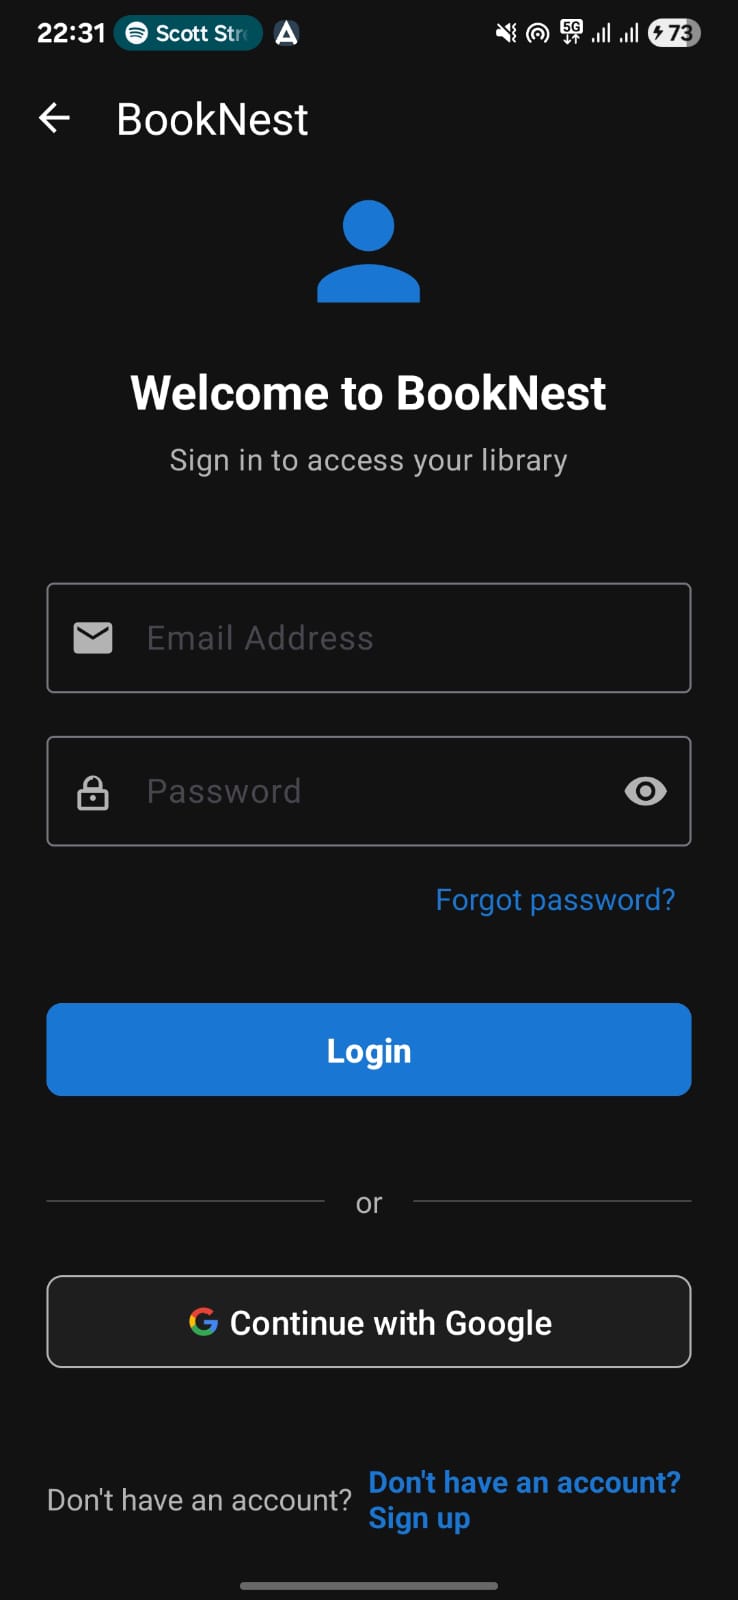 22:31 Scott Str 5G 73
BookNest
Welcome to BookNest
Sign in to access your library
Email Address
Password
Forgot password?
Login
or
Continue with Google
Don't have an account? Don't have an account?
Sign up